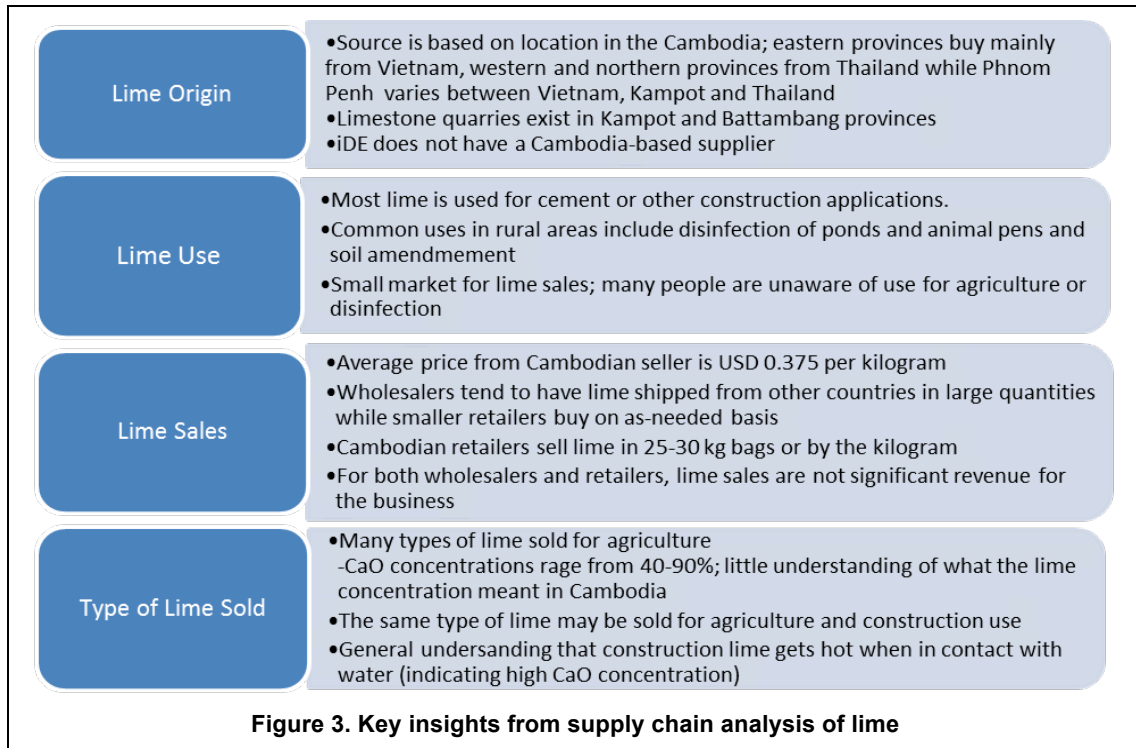 Lime Origin
•Source is based on location in the Cambodia; eastern provinces buy mainly
from Vietnam, western and northern provinces from Thailand while Phnom
Penh varies between Vietnam, Kampot and Thailand
•Limestone quarries exist in Kampot and Battambang provinces
•iDE does not have a Cambodia-based supplier
Lime Use
•Most lime is used for cement or other construction applications.
•Common uses in rural areas include disinfection of ponds and animal pens and
soil amendmement
•Small market for lime sales; many people are unaware of use for agriculture or
disinfection
Lime Sales
•Average price from Cambodian seller is USD 0.375 per kilogram
•Wholesalers tend to have lime shipped from other countries in large quantities
while smaller retailers buy on as-needed basis
•Cambodian retailers sell lime in 25-30 kg bags or by the kilogram
•For both wholesalers and retailers, lime sales are not significant revenue for
the business
Type of Lime Sold
•Many types of lime sold for agriculture
-CaO concentrations rage from 40-90%; little understanding of what the lime
concentration meant in Cambodia
•The same type of lime may be sold for agriculture and construction use
•General undersanding that construction lime gets hot when in contact with
water (indicating high CaO concentration)
Figure 3. Key insights from supply chain analysis of lime